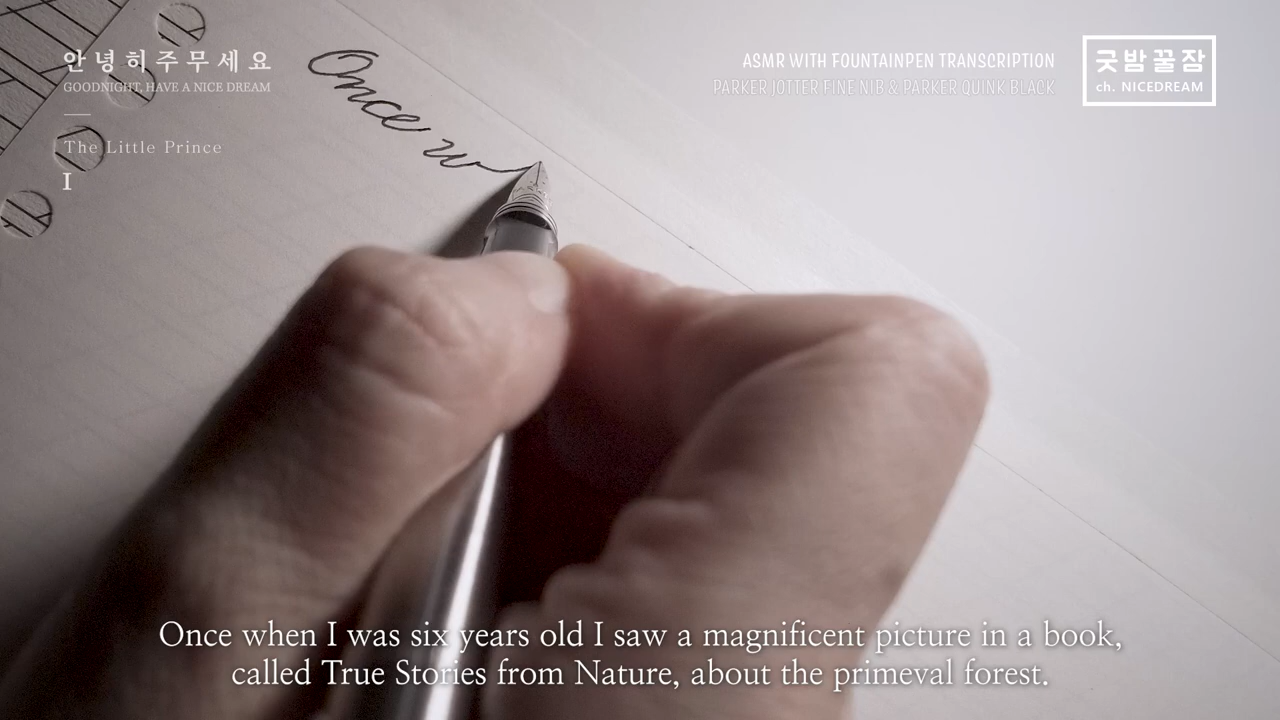 안녕히주무세요
GOODNIGHT, HAVE A NICE DREAM
The Little Prince
I
ASMR WITH FOUNTAINPEN TRANSCRIPTION
PARKER JOTTER FINE NIB & PARKER QUINK BLACK
굿밤꿀잠
ch. NICEDREAM
Once w
Once when I was six years old I saw a magnificent picture in a book,
called True Stories from Nature, about the primeval forest.